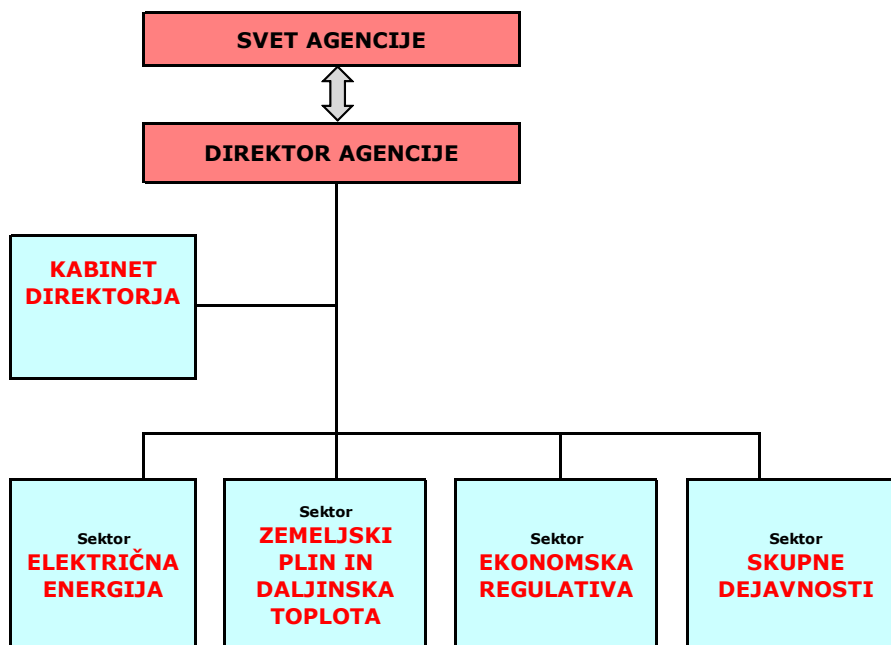 SVET AGENCIJE
DIREKTOR AGENCIJE
KABINET
DIREKTORJA
Sektor
ELEKTRIČNA
ENERGIJA
Sektor
ZEMELJSKI
PLIN IN
DALJINSKA
TOPLOTA
Sektor
EKONOMSKA
REGULATIVA
Sektor
SKUPNE
DEJAVNOSTI